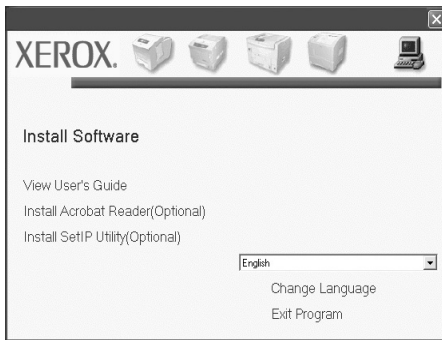 XEROX.
Install Software
View User's Guide
Install Acrobat Reader(Optional)
Install SetIP Utility(Optional)
English
Change Language
Exit Program